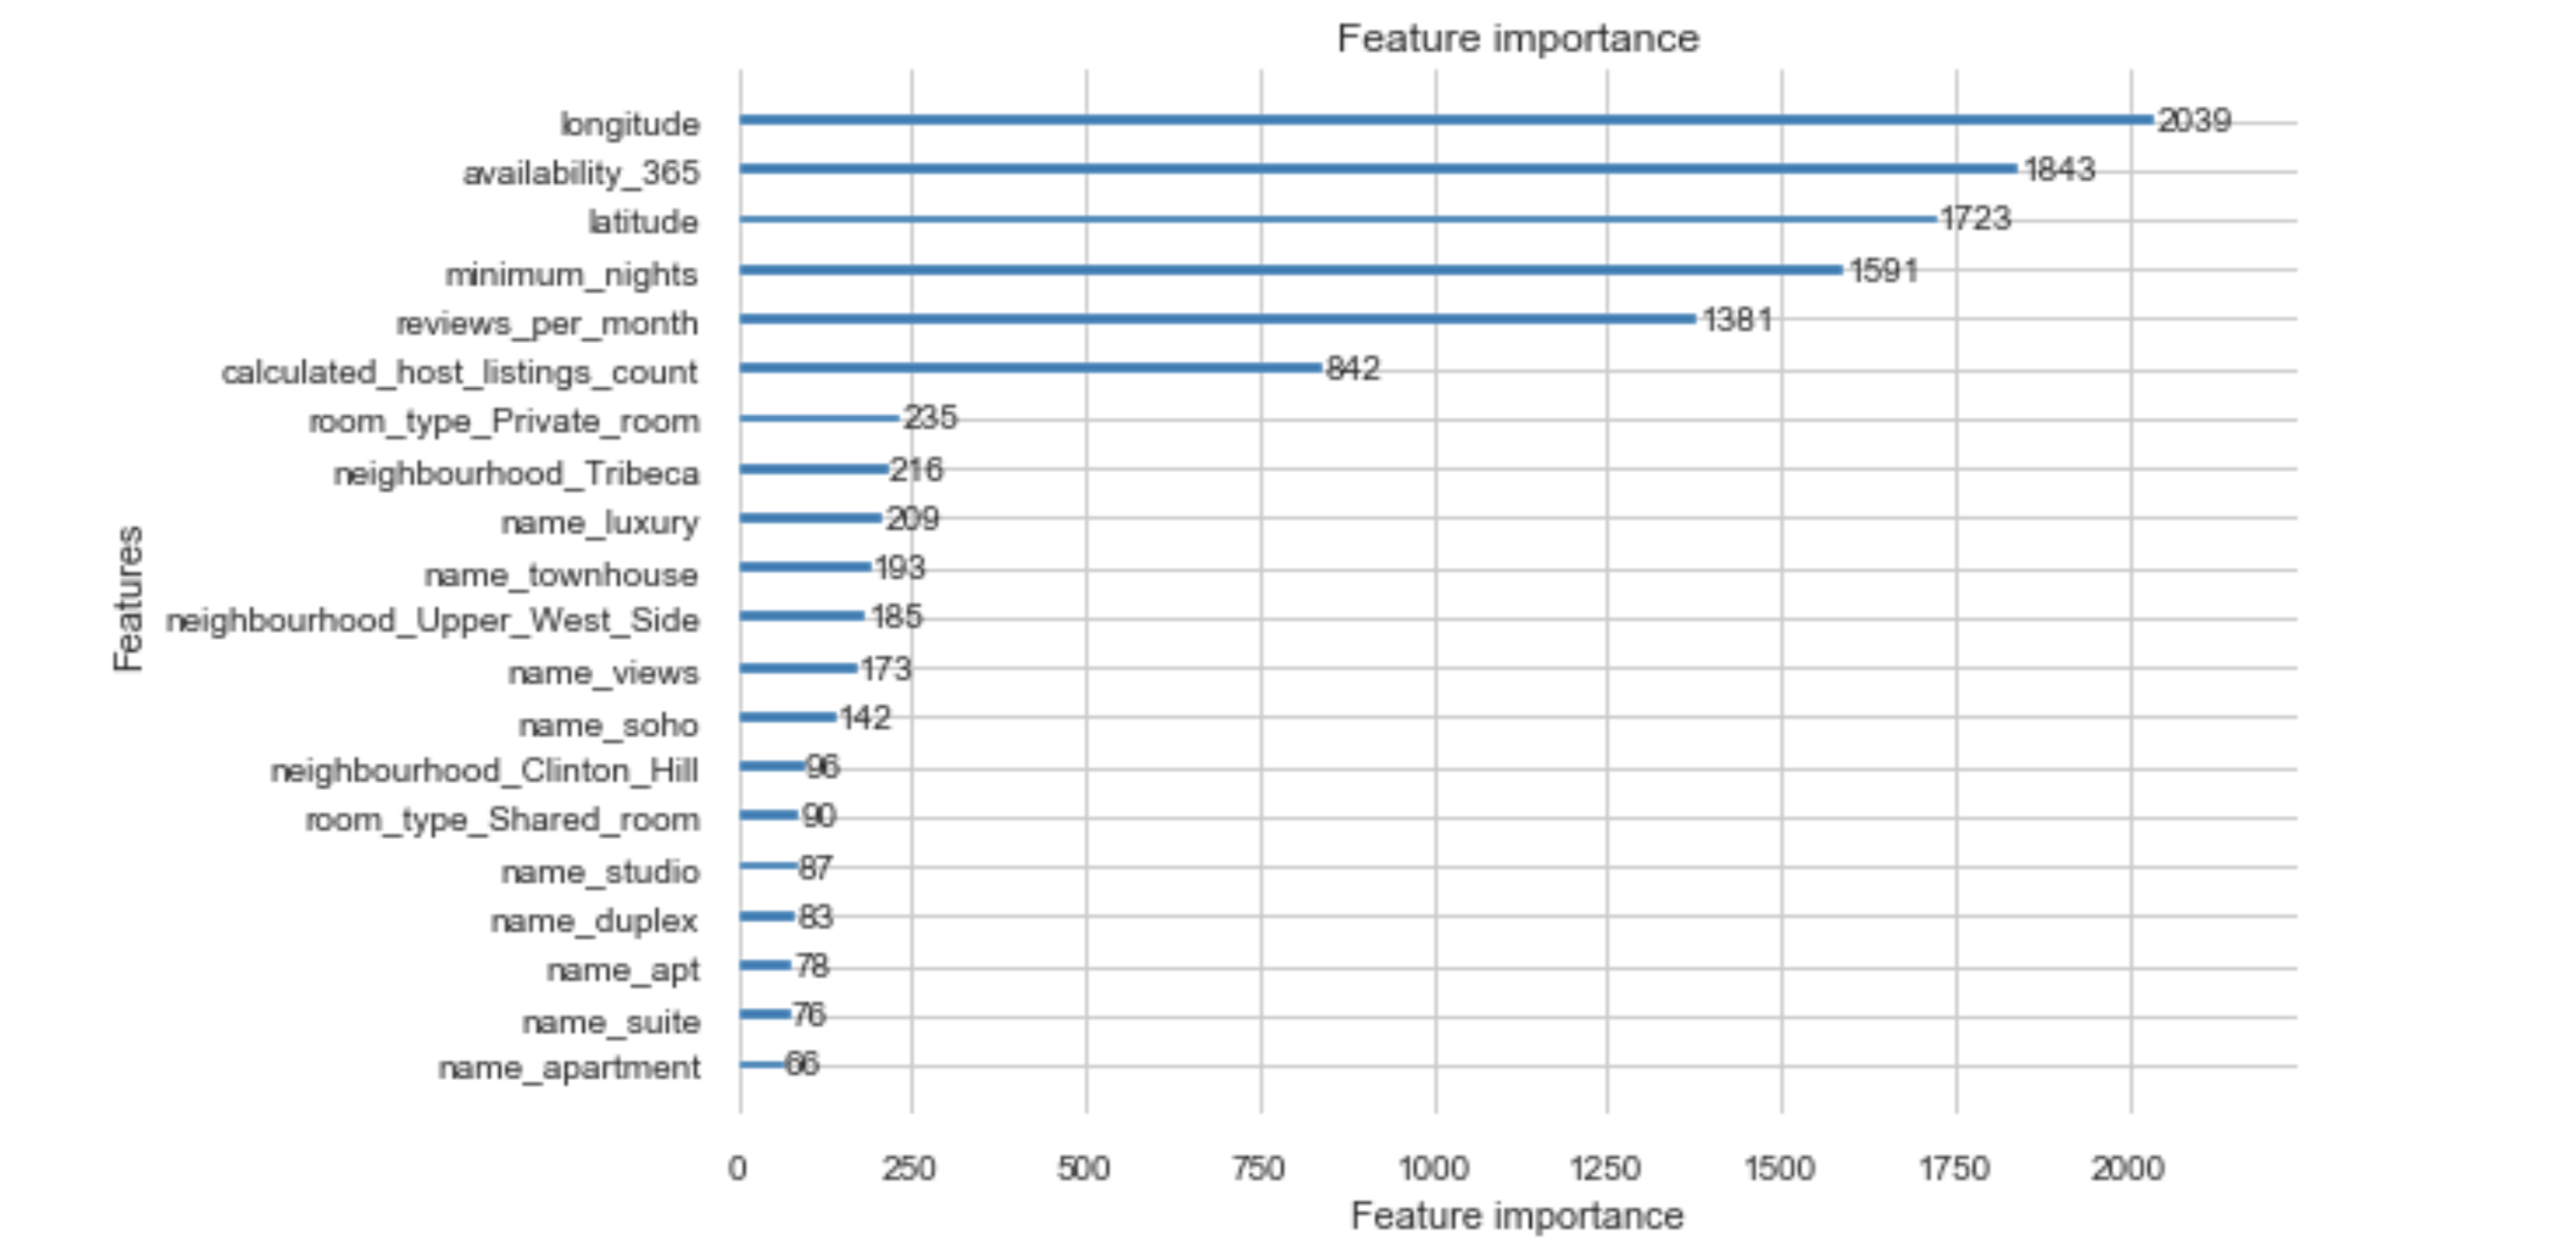 Feature importance
longitude 2039
availability_365 1843
latitude 1723
minimum_nights 1591
reviews_per_month 1381
calculated_host_listings_count 842
room_type_Private_room 235
neighbourhood_Tribeca 216
name_luxury 209
name_townhouse 193
neighbourhood_Upper_West_Side 185
name_views 173
name_soho 142
neighbourhood_Clinton_Hill 96
room_type_Shared_room 90
name_studio 87
name_duplex 83
name_apt 78
name_suite 76
name_apartment 66
Features
0 250 500 750 1000 1250 1500 1750 2000
Feature importance